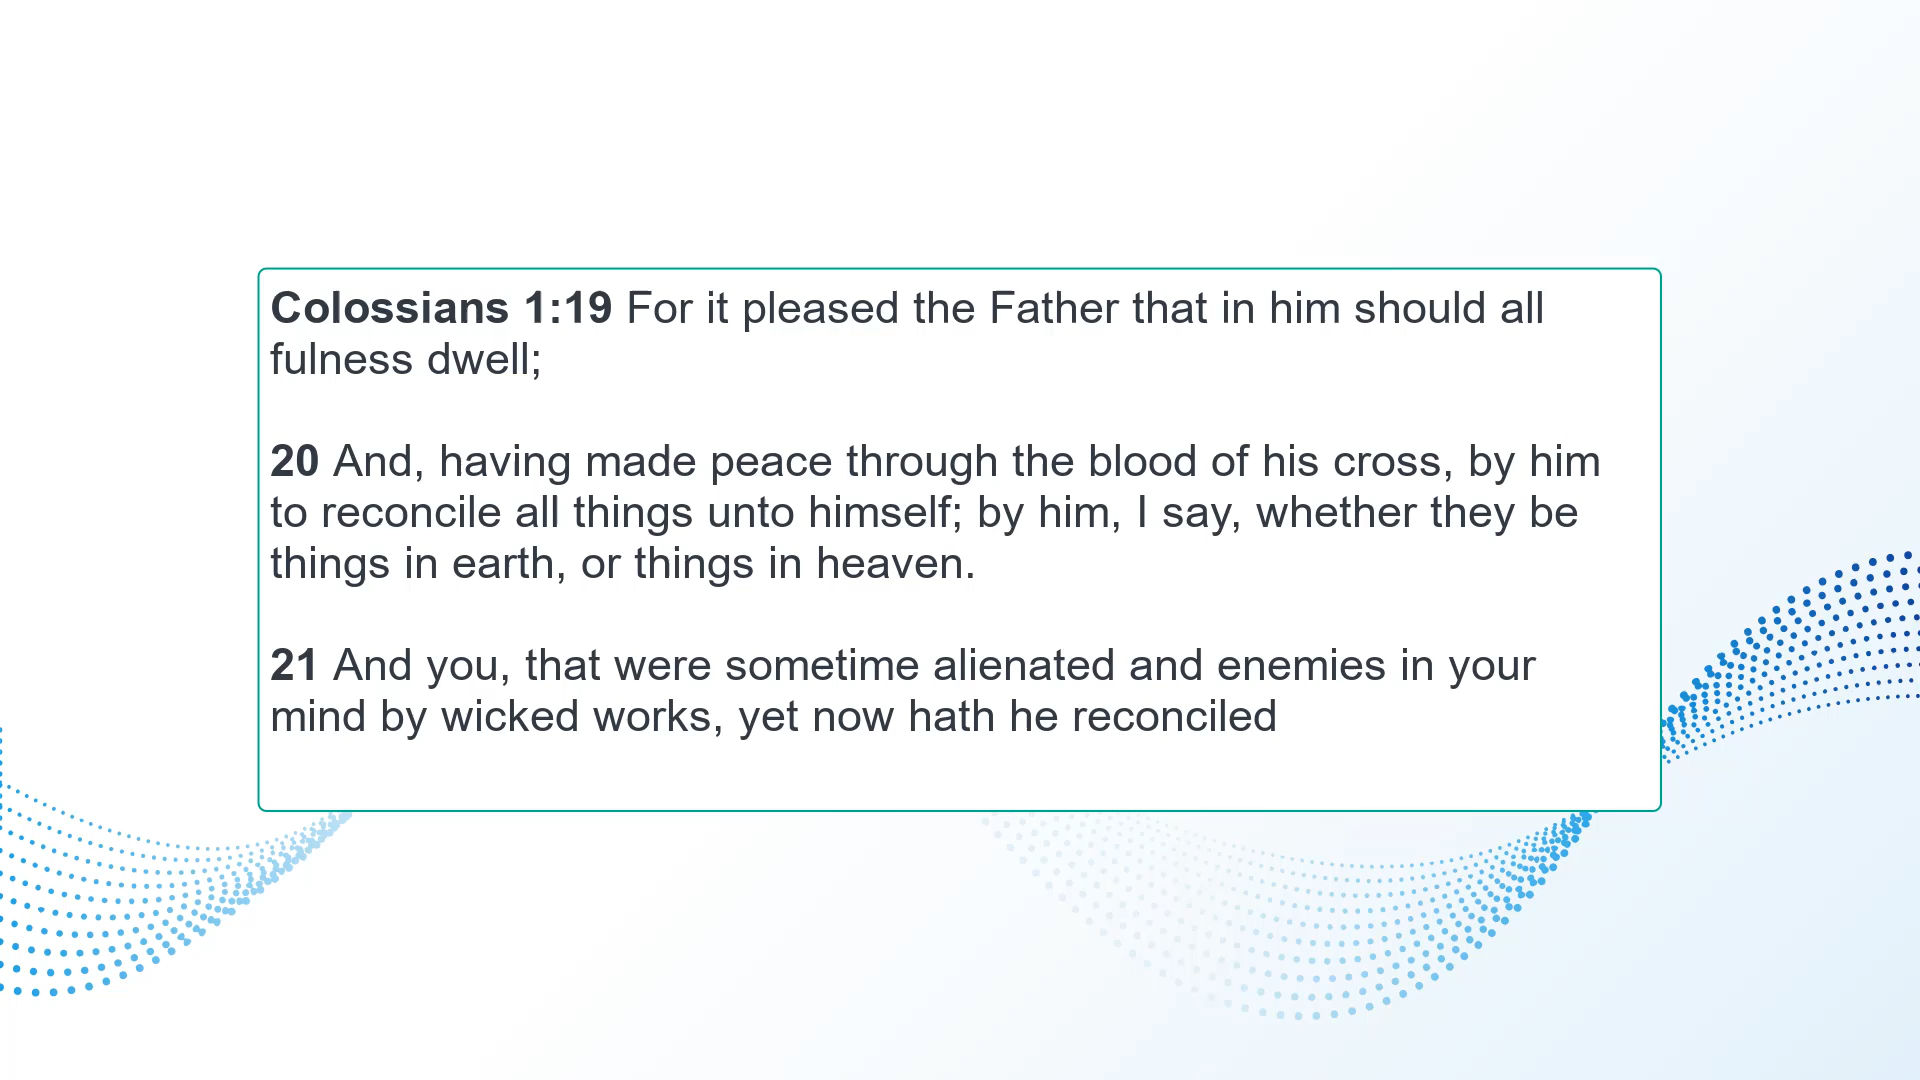 Colossians 1:19 For it pleased the Father that in him should all
fulness dwell;
20 And, having made peace through the blood of his cross, by him
to reconcile all things unto himself; by him, I say, whether they be
things in earth, or things in heaven.
21 And you, that were sometime alienated and enemies in your
mind by wicked works, yet now hath he reconciled